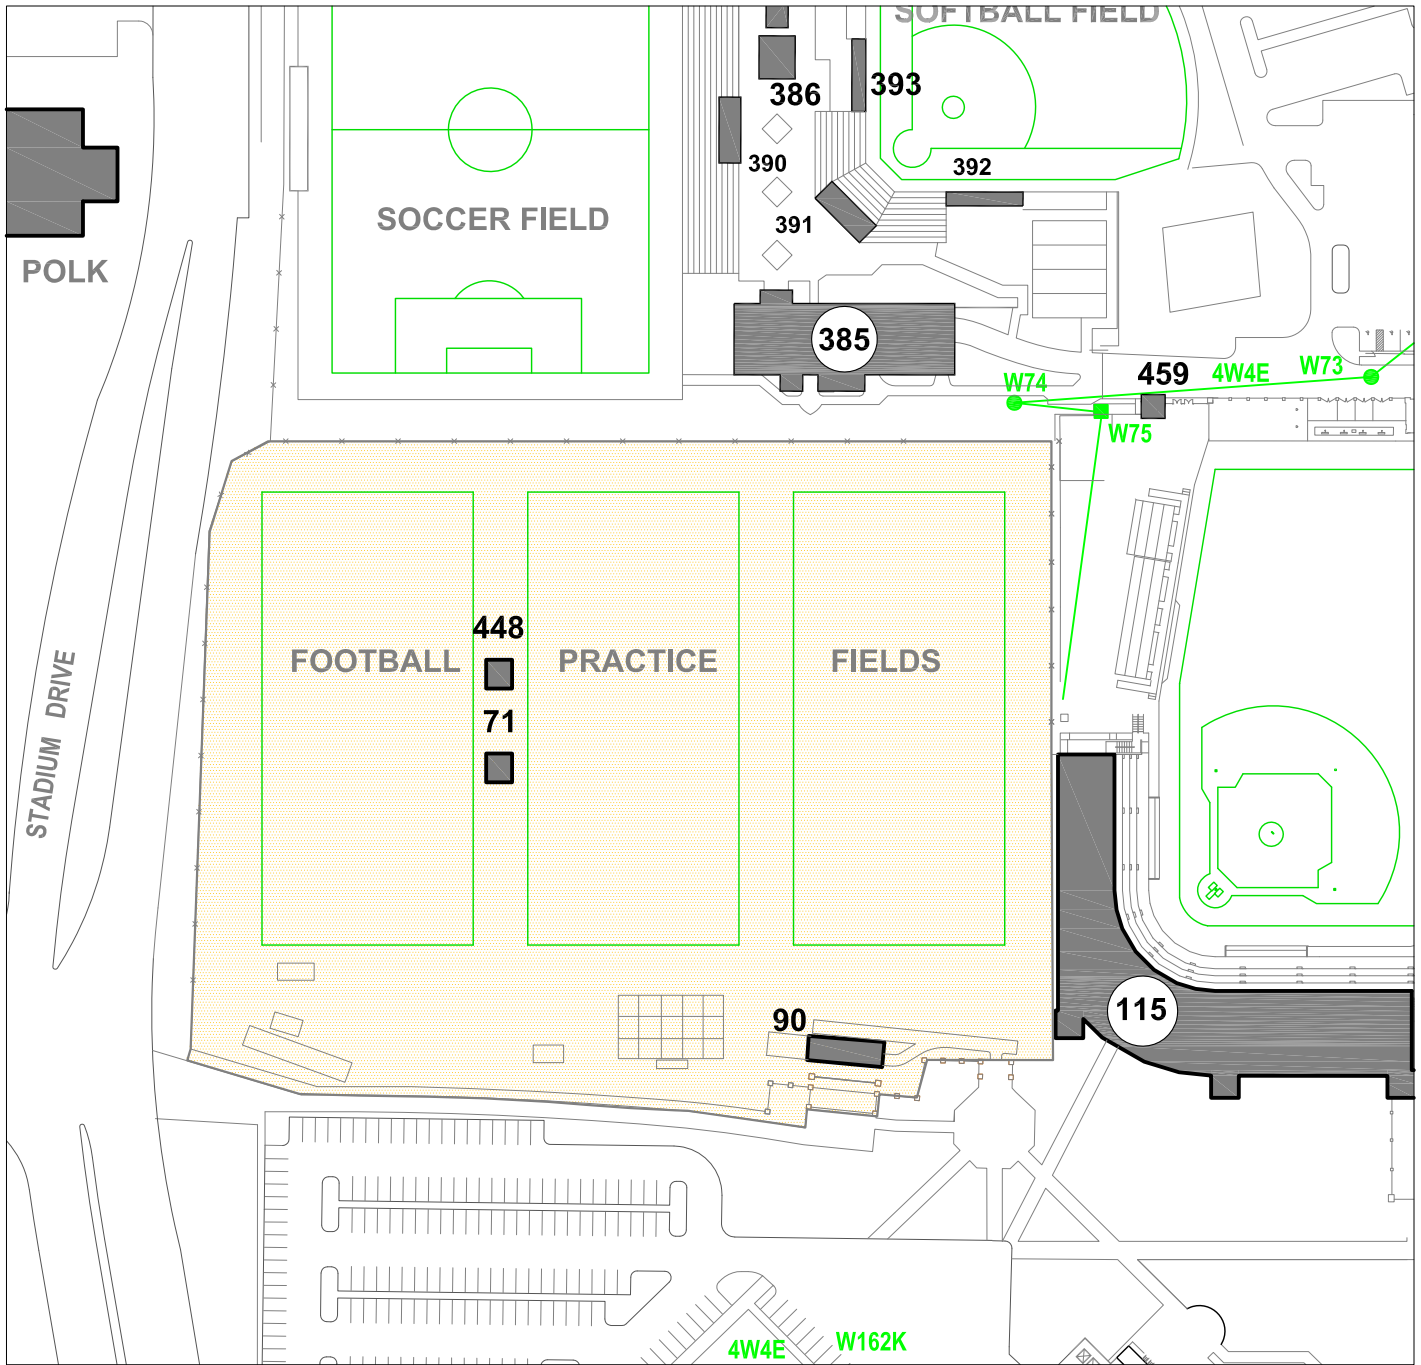 SOFTBALL FIELD
386
393
390
392
391
SOCCER FIELD
POLK
385
W74
4W4E
W73
459
W75
448
FOOTBALL
PRACTICE
FIELDS
71
STADIUM DRIVE
90
115
4W4E
W162K